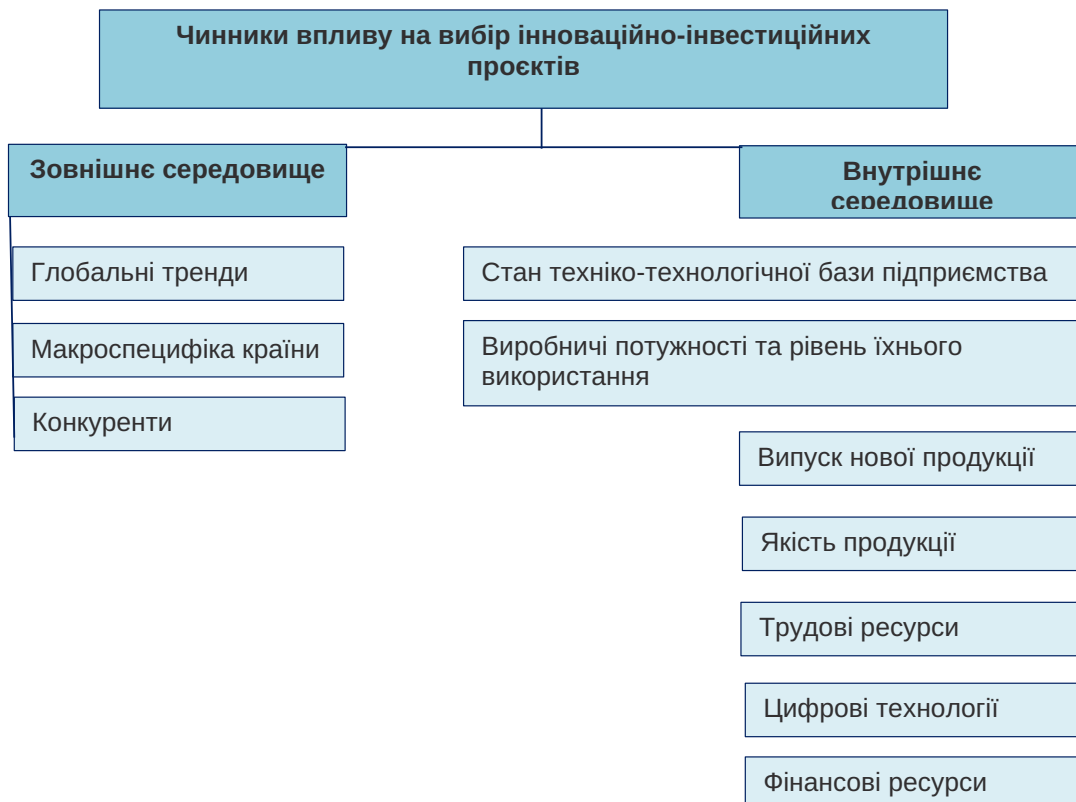 Чинники впливу на вибір інноваційно-інвестиційних
проєктів
Зовнішнє середовище
Глобальні тренди
Макроспецифіка країни
Конкуренти
Внутрішнє
середовище
Стан техніко-технологічної бази підприємства
Виробничі потужності та рівень їхнього
використання
Випуск нової продукції
Якість продукції
Трудові ресурси
Цифрові технології
Фінансові ресурси